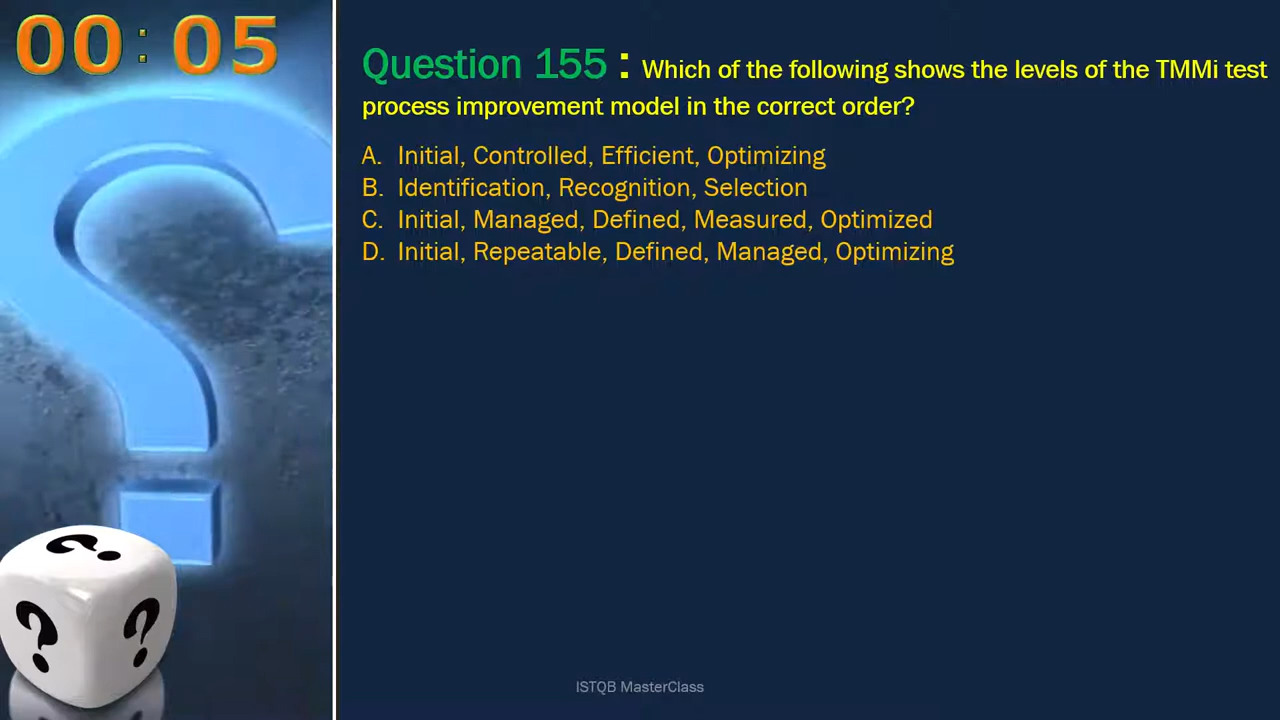 00:05
Question 155 : Which of the following shows the levels of the TMMi test
process improvement model in the correct order?
A. Initial, Controlled, Efficient, Optimizing
B. Identification, Recognition, Selection
C. Initial, Managed, Defined, Measured, Optimized
D. Initial, Repeatable, Defined, Managed, Optimizing
?
?
?
?
ISTQB MasterClass